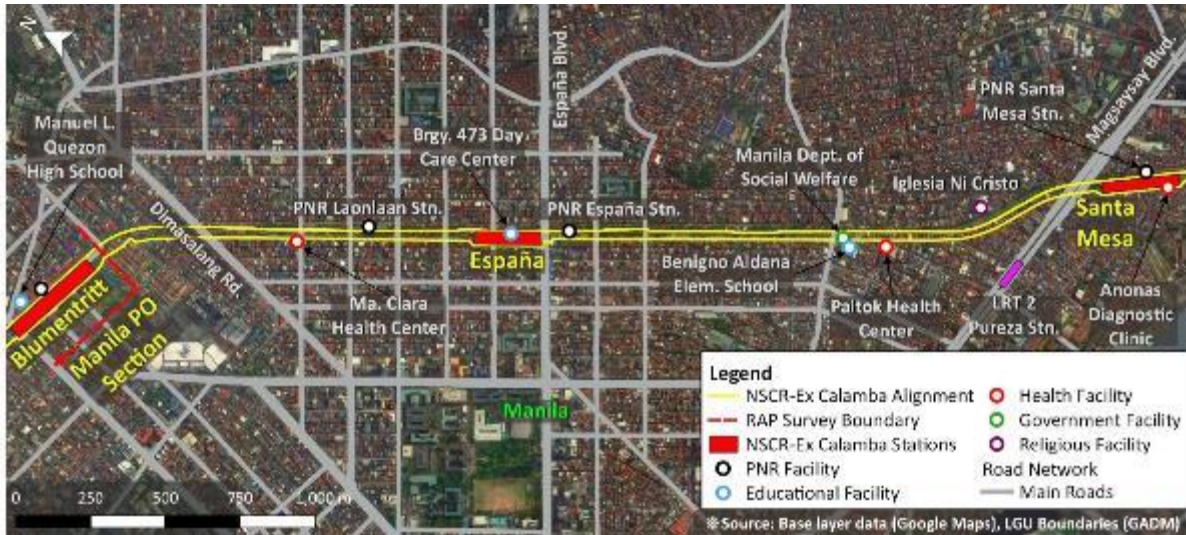 N
España Blvd.
Magsaysay Blvd.
PNR Santa
Mesa Stn.
Manuel L.
Quezon
High School
Brgy. 473 Day
Care Center
Manila Dept. of
Social Welfare
Iglesia Ni Cristo
PNR Laonlaan Stn.
PNR España Stn.
Dimasalang Rd.
España
Santa
Mesa
Benigno Aldana
Elem. School
Ma. Clara
Health Center
Paltok Health
Center
LRT 2
Pureza Stn.
Anonas
Diagnostic
Clinic
Blumentritt
Manila PO
Section
Manila
Legend
NSCR-Ex Calamba Alignment
RAP Survey Boundary
NSCR-Ex Calamba Stations
PNR Facility
Educational Facility
Health Facility
Government Facility
Religious Facility
Road Network
Main Roads
0 250 500 750 1,000 m
※Source: Base layer data (Google Maps), LGU Boundaries (GADM)